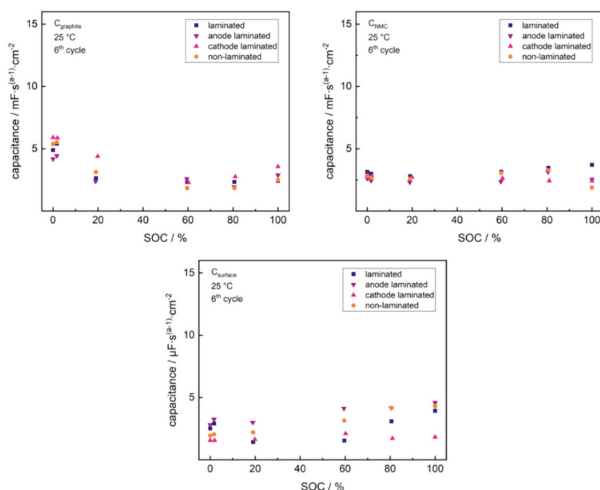 C_graphite
25 °C
6th cycle
laminated
anode laminated
cathode laminated
non-laminated
capacitance / mF·s^(a-1)·cm^-2
15
10
5
0 20 40 60 80 100
SOC / %
C_NMC
25 °C
6th cycle
laminated
anode laminated
cathode laminated
non-laminated
capacitance / mF·s^(a-1)·cm^-2
15
10
5
0 20 40 60 80 100
SOC / %
C_surface
25 °C
6th cycle
laminated
anode laminated
cathode laminated
non-laminated
capacitance / µF·s^(a-1)·cm^-2
15
10
5
0 20 40 60 80 100
SOC / %